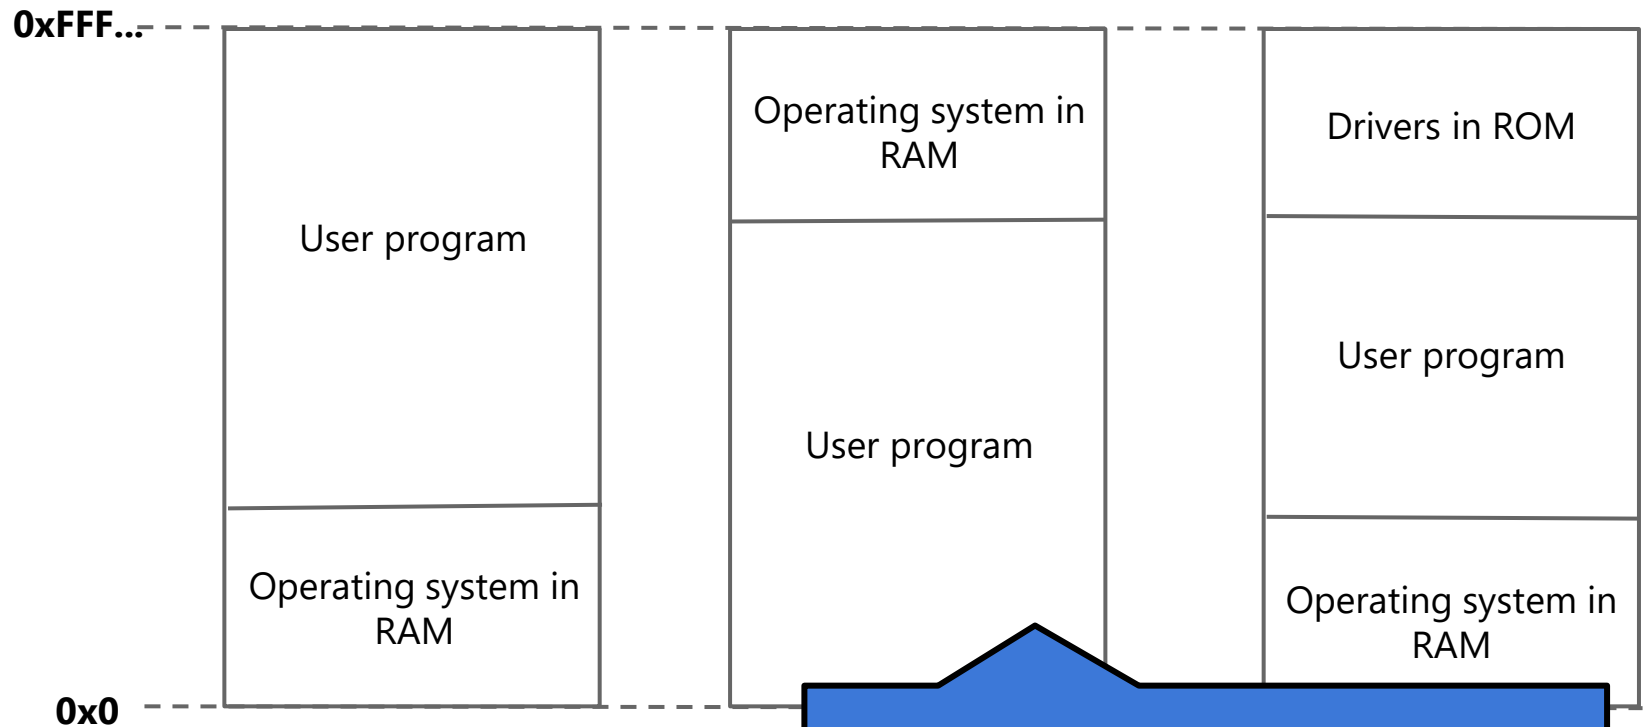 0xFFF...
User program
Operating system in
RAM
Operating system in
RAM
User program
Drivers in ROM
User program
Operating system in
RAM
0x0